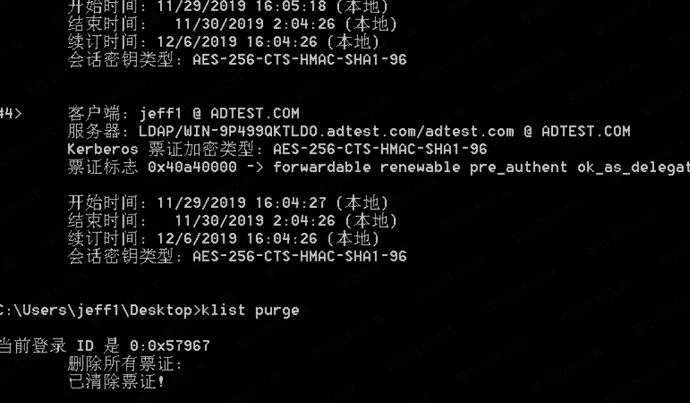 开始时间: 11/29/2019 16:05:18 (本地)
结束时间:   11/30/2019 2:04:26 (本地)
续订时间: 12/6/2019 16:04:26 (本地)
会话密钥类型: AES-256-CTS-HMAC-SHA1-96
#4>     客户端: jeff1 @ ADTEST.COM
服务器: LDAP/WIN-9P499QKTLDO.adtest.com/adtest.com @ ADTEST.COM
Kerberos 票证加密类型: AES-256-CTS-HMAC-SHA1-96
票证标志 0x40a40000 -> forwardable renewable pre_authent ok_as_delegat
开始时间: 11/29/2019 16:04:27 (本地)
结束时间:   11/30/2019 2:04:26 (本地)
续订时间: 12/6/2019 16:04:26 (本地)
会话密钥类型: AES-256-CTS-HMAC-SHA1-96
C:\Users\jeff1\Desktop>klist purge
当前登录 ID 是 0:0x57967
删除所有票证:
已清除票证!